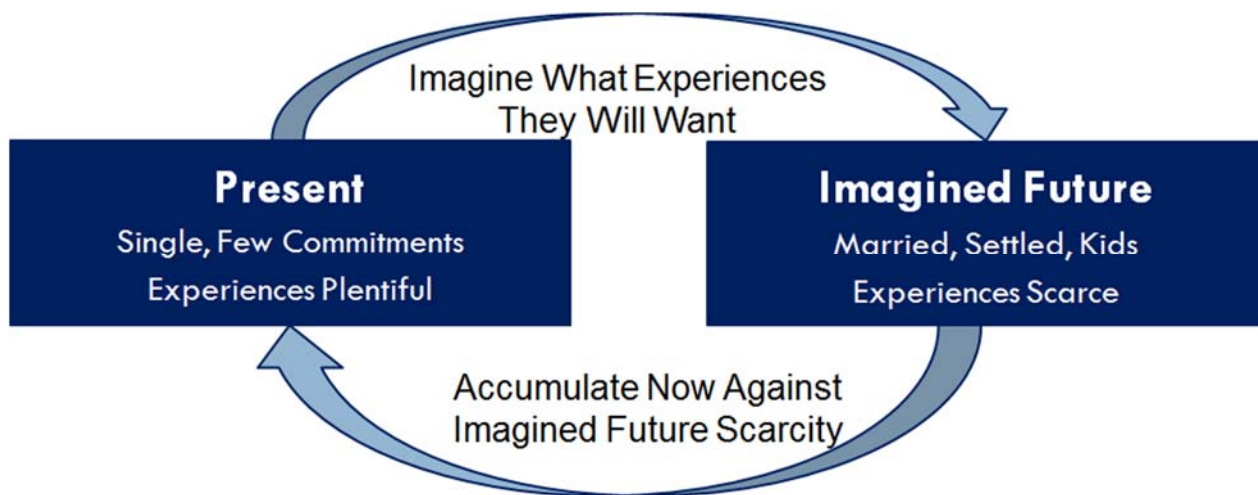 Imagine What Experiences
They Will Want
Present
Single, Few Commitments
Experiences Plentiful
Imagined Future
Married, Settled, Kids
Experiences Scarce
Accumulate Now Against
Imagined Future Scarcity